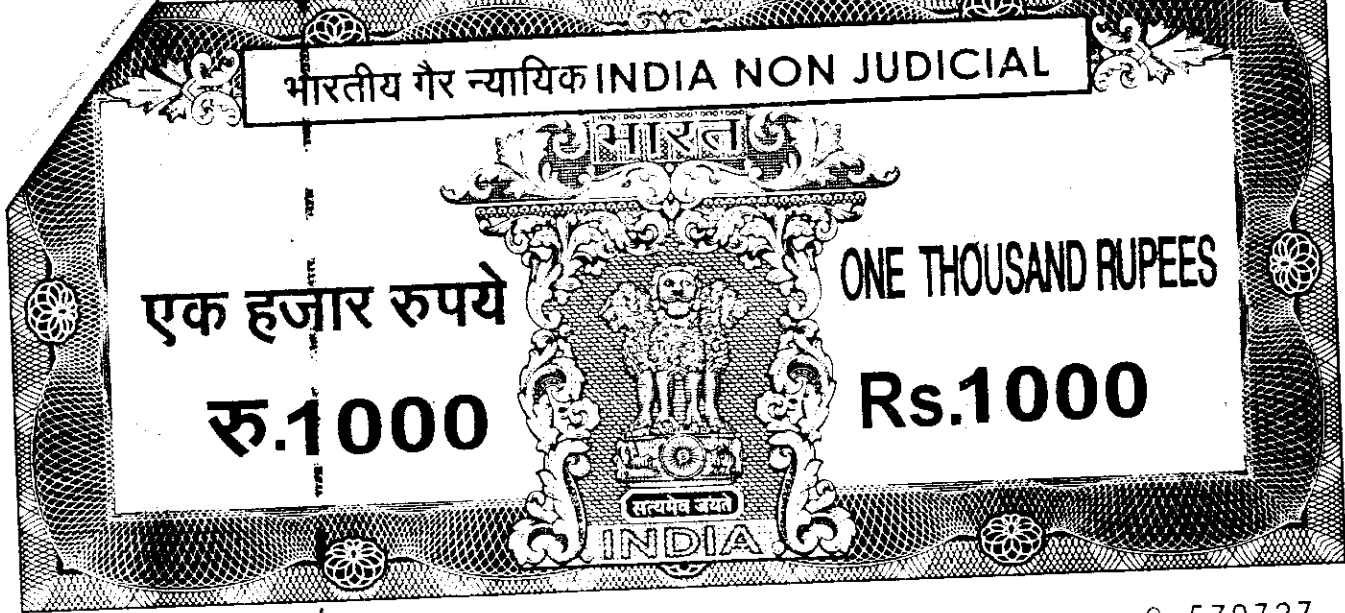 भारतीय गैर न्यायिक INDIA NON JUDICIAL
भारत
एक हजार रुपये
ONE THOUSAND RUPEES
रु.1000
Rs.1000
सत्यमेव जयते
INDIA